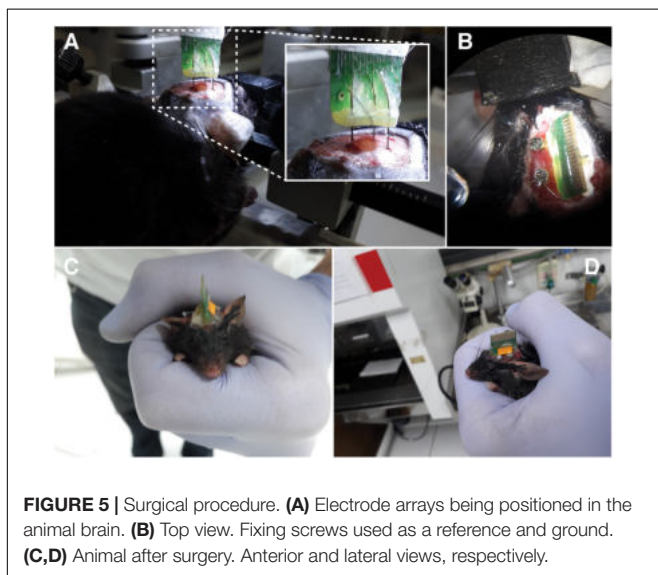 A
B
C
D
FIGURE 5 | Surgical procedure. (A) Electrode arrays being positioned in the
animal brain. (B) Top view. Fixing screws used as a reference and ground.
(C,D) Animal after surgery. Anterior and lateral views, respectively.